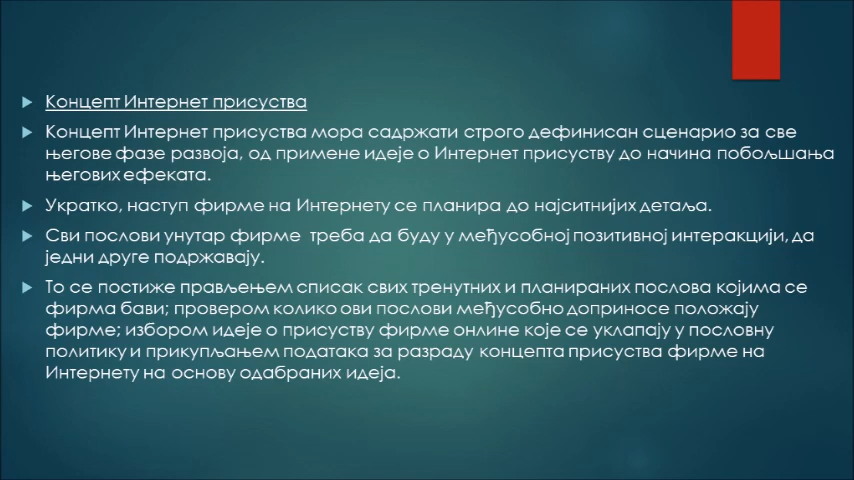 Концепт Интернет присуства
Концепт Интернет присуства мора садржати строго дефинисан сценарио за све
његове фазе развоја, од примене идеје о Интернет присуству до начина побољшања
његових ефеката.
Укратко, наступ фирме на Интернету се планира до најситнијих детаља.
Сви послови унутар фирме треба да буду у међусобној позитивној интеракцији, да
једни друге подржавају.
То се постиже прављењем списак свих тренутних и планираних послова којима се
фирма бави; провером колико ови послови међусобно доприносе положају
фирме; избором идеје о присуству фирме онлине које се уклапају у пословну
политику и прикупљањем података за разраду концепта присуства фирме на
Интернету на основу одабраних идеја.